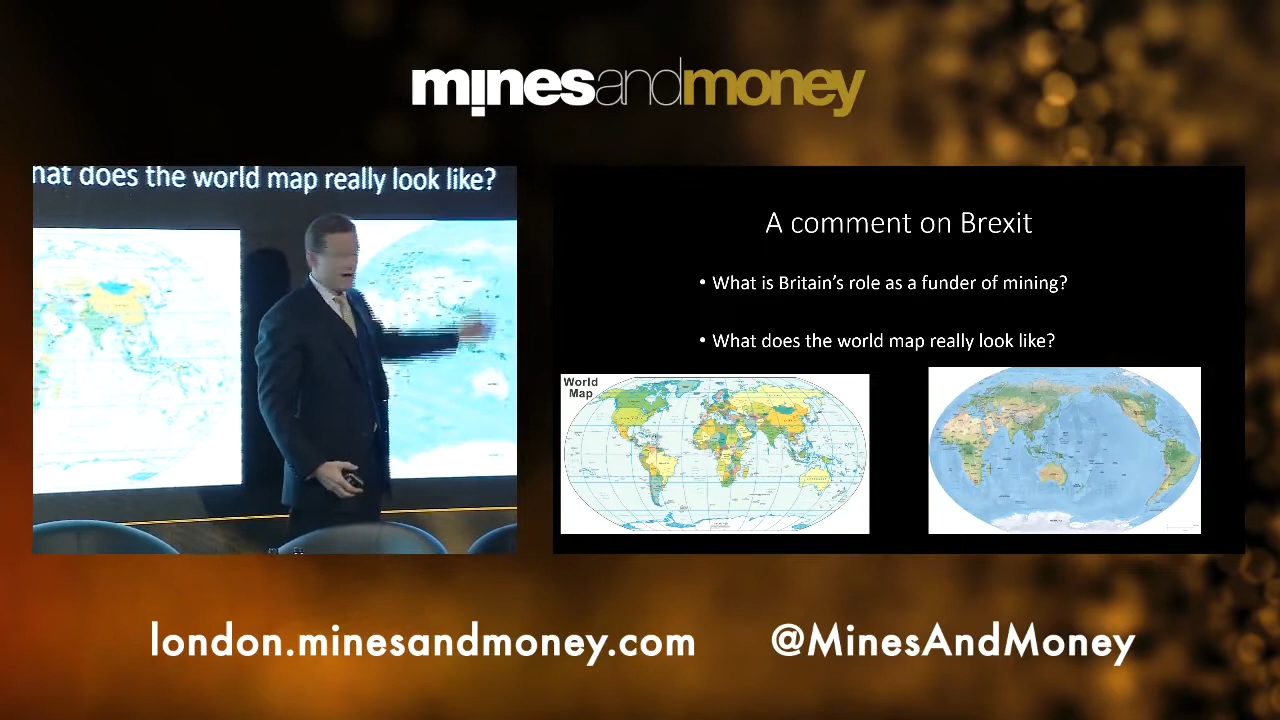 minesandmoney
hat does the world map really look like?
A comment on Brexit
• What is Britain's role as a funder of mining?
• What does the world map really look like?
World
Map
london.minesandmoney.com
@MinesAndMoney